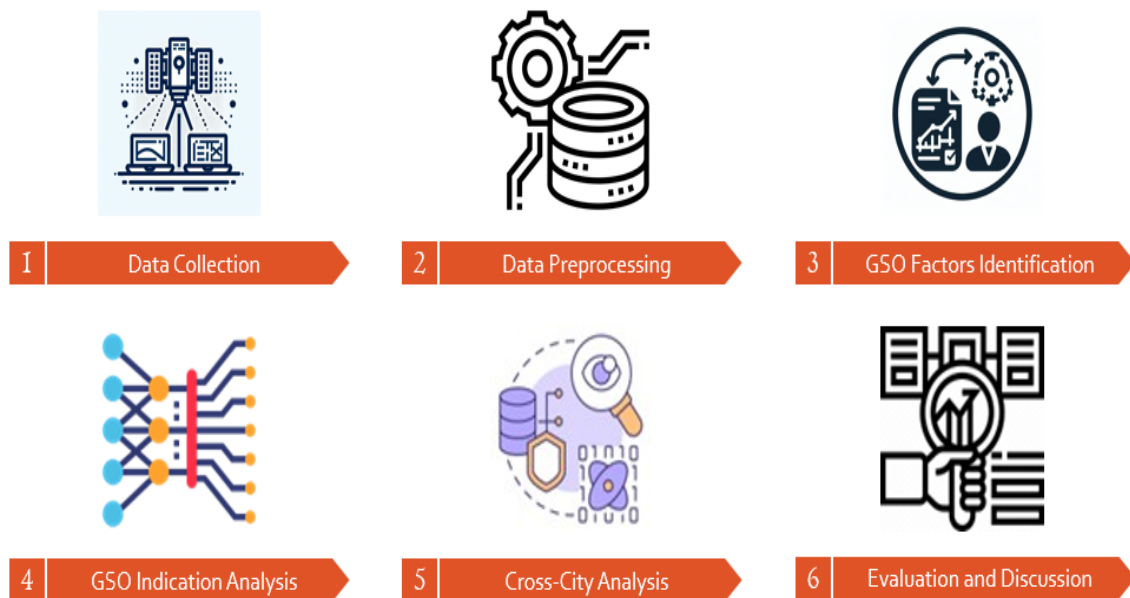 1 Data Collection
2 Data Preprocessing
3 GSO Factors Identification
4 GSO Indication Analysis
5 Cross-City Analysis
6 Evaluation and Discussion